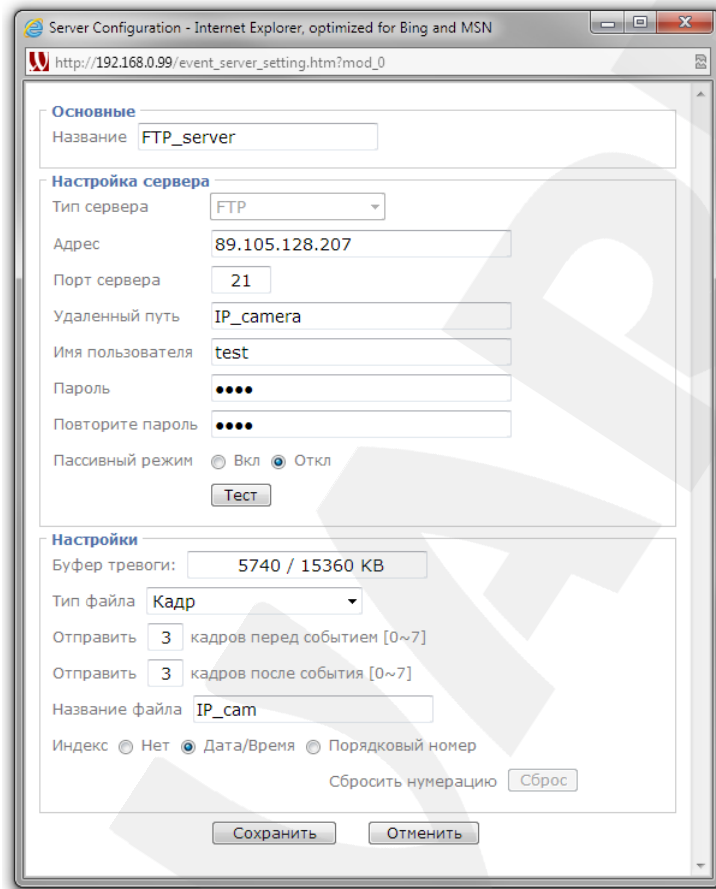 Server Configuration - Internet Explorer, optimized for Bing and MSN
http://192.168.0.99/event_server_setting.htm?mod_0
Основные
Название FTP_server
Настройка сервера
Тип сервера FTP
Адрес 89.105.128.207
Порт сервера 21
Удаленный путь IP_camera
Имя пользователя test
Пароль ••••
Повторите пароль ••••
Пассивный режим Вкл Откл
Тест
Настройки
Буфер тревоги: 5740 / 15360 KB
Тип файла Кадр
Отправить 3 кадров перед событием [0~7]
Отправить 3 кадров после события [0~7]
Название файла IP_cam
Индекс Нет Дата/Время Порядковый номер
Сбросить нумерацию Сброс
Сохранить Отменить